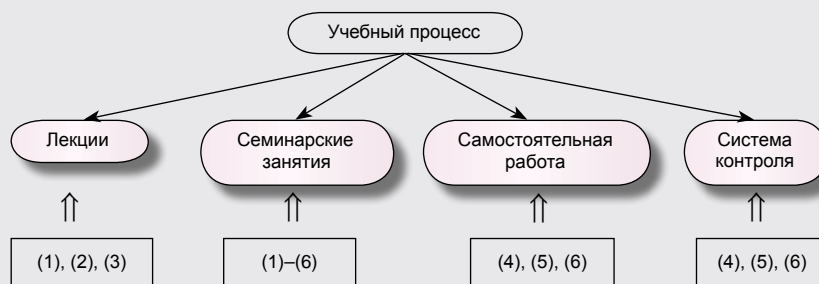 Учебный процесс
Лекции
Семинарские
занятия
Самостоятельная
работа
Система
контроля
(1), (2), (3)
(1)–(6)
(4), (5), (6)
(4), (5), (6)